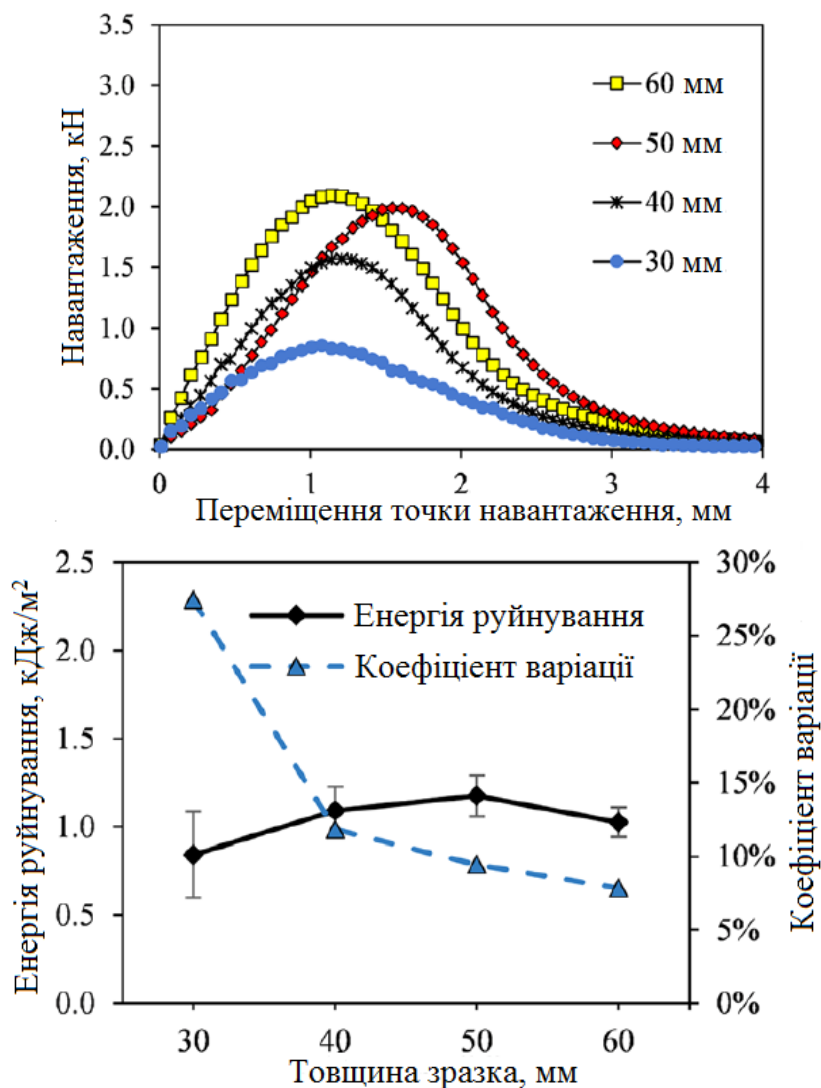 3.5
3.0
2.5
2.0
1.5
1.0
0.5
0.0
Навантаження, кН
60 мм
50 мм
40 мм
30 мм
0 1 2 3 4
Переміщення точки навантаження, мм
2.5
2.0
1.5
1.0
0.5
0.0
Енергія руйнування, кДж/м²
Енергія руйнування
Коефіцієнт варіації
30%
25%
20%
15%
10%
5%
0%
Коефіцієнт варіації
30 40 50 60
Товщина зразка, мм